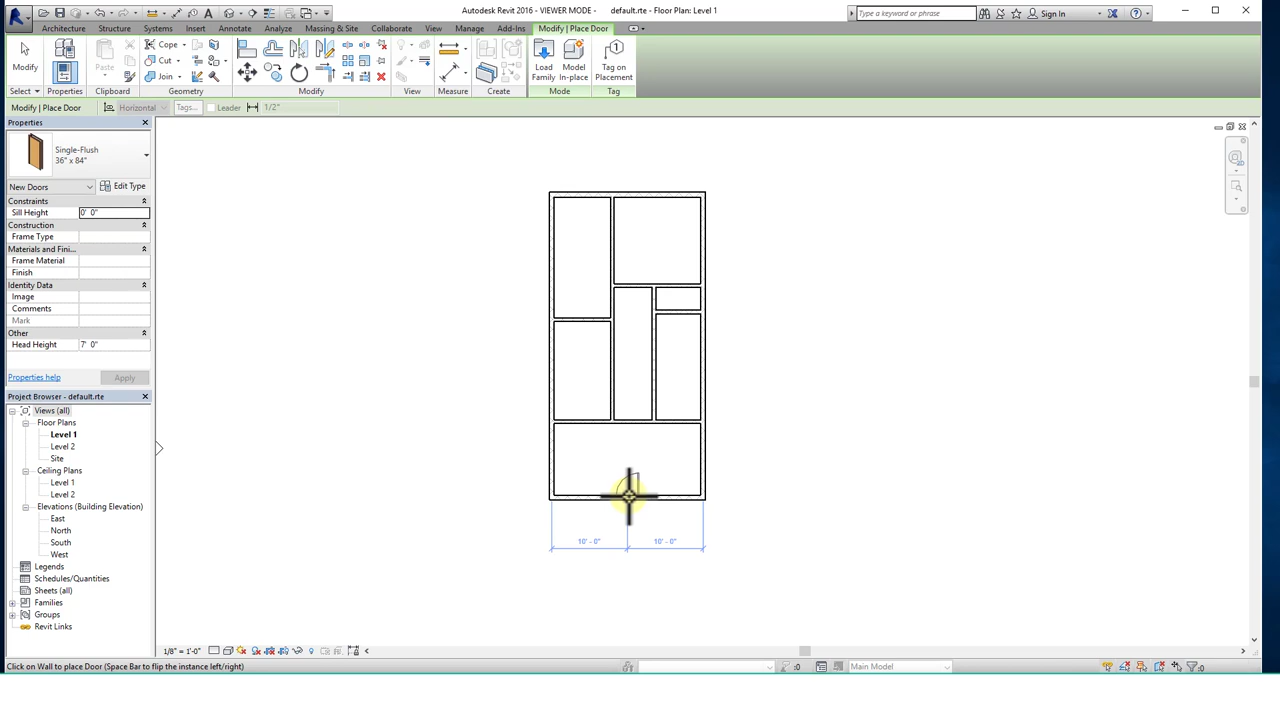 Autodesk Revit 2016 - VIEWER MODE -    default.rte - Floor Plan: Level 1
Type a keyword or phrase
Sign In
Architecture Structure Systems Insert Annotate Analyze Massing & Site Collaborate View Manage Add-Ins Modify | Place Door
Cope
Cut
Join
Modify
Properties
Paste
Load Family
Model In-place
Tag on Placement
Select Properties Clipboard Geometry Modify View Measure Create Mode Tag
Modify | Place Door Horizontal Tags... Leader 1/2"
Properties
Single-Flush
36" x 84"
New Doors Edit Type
Constraints
Sill Height 0' 0"
Construction
Frame Type
Materials and Fini...
Frame Material
Finish
Identity Data
Image
Comments
Mark
Other
Head Height 7' 0"
Properties help Apply
Project Browser - default.rte
Views (all)
Floor Plans
Level 1
Level 2
Site
Ceiling Plans
Level 1
Level 2
Elevations (Building Elevation)
East
North
South
West
Legends
Schedules/Quantities
Sheets (all)
Families
Groups
Revit Links
10' - 0" 10' - 0"
1/8" = 1'-0"
Click on Wall to place Door (Space Bar to flip the instance left/right)
:0
Main Model
:0